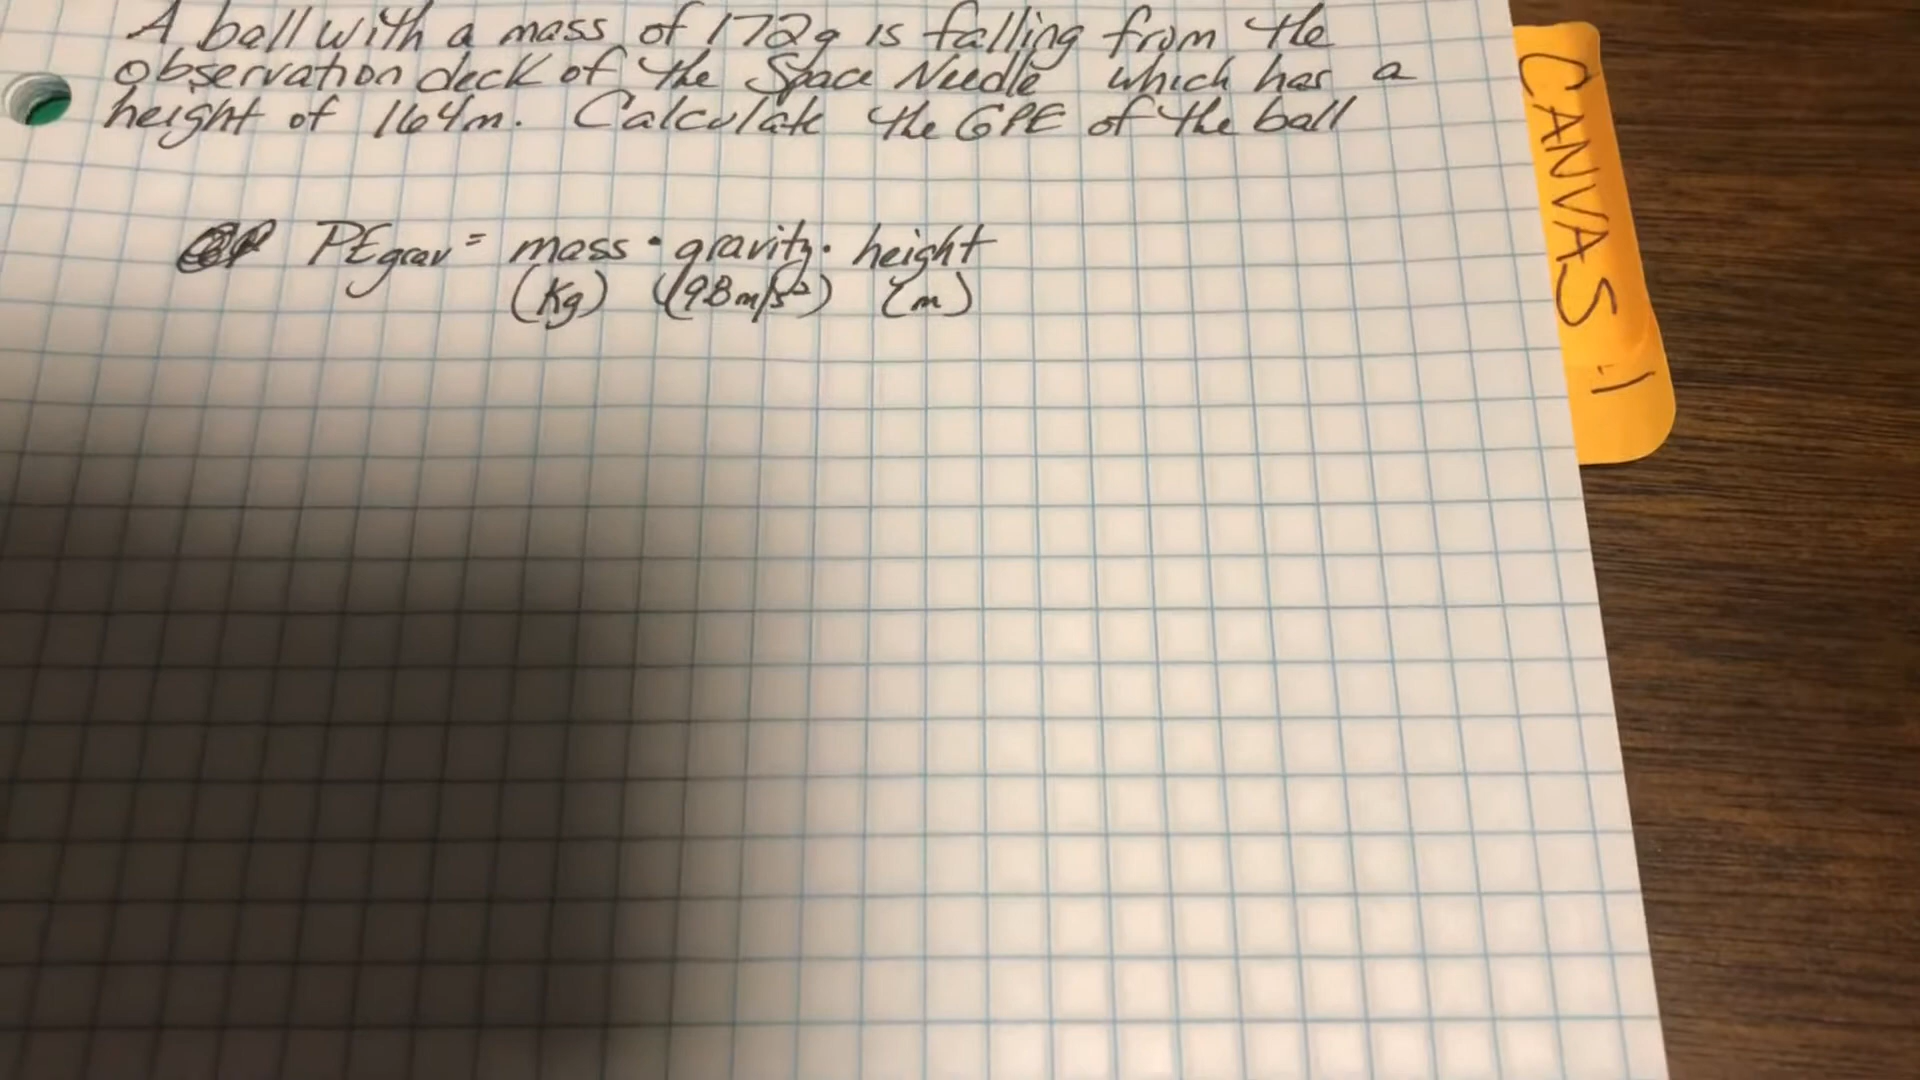 A ball with a mass of 172g is falling from the
observation deck of the Space Needle which has a
height of 164m. Calculate the GPE of the ball
PEgrav = mass · gravity · height
(Kg) (9.8m/s²) (m)
CANVAS :1